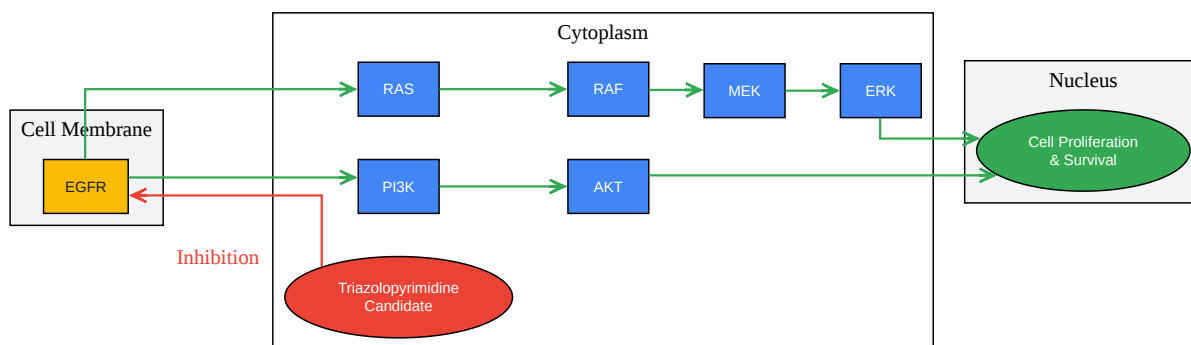 Cytoplasm
RAS
RAF
MEK
ERK
Nucleus
Cell Proliferation
& Survival
Cell Membrane
EGFR
PI3K
AKT
Inhibition
Triazolopyrimidine
Candidate